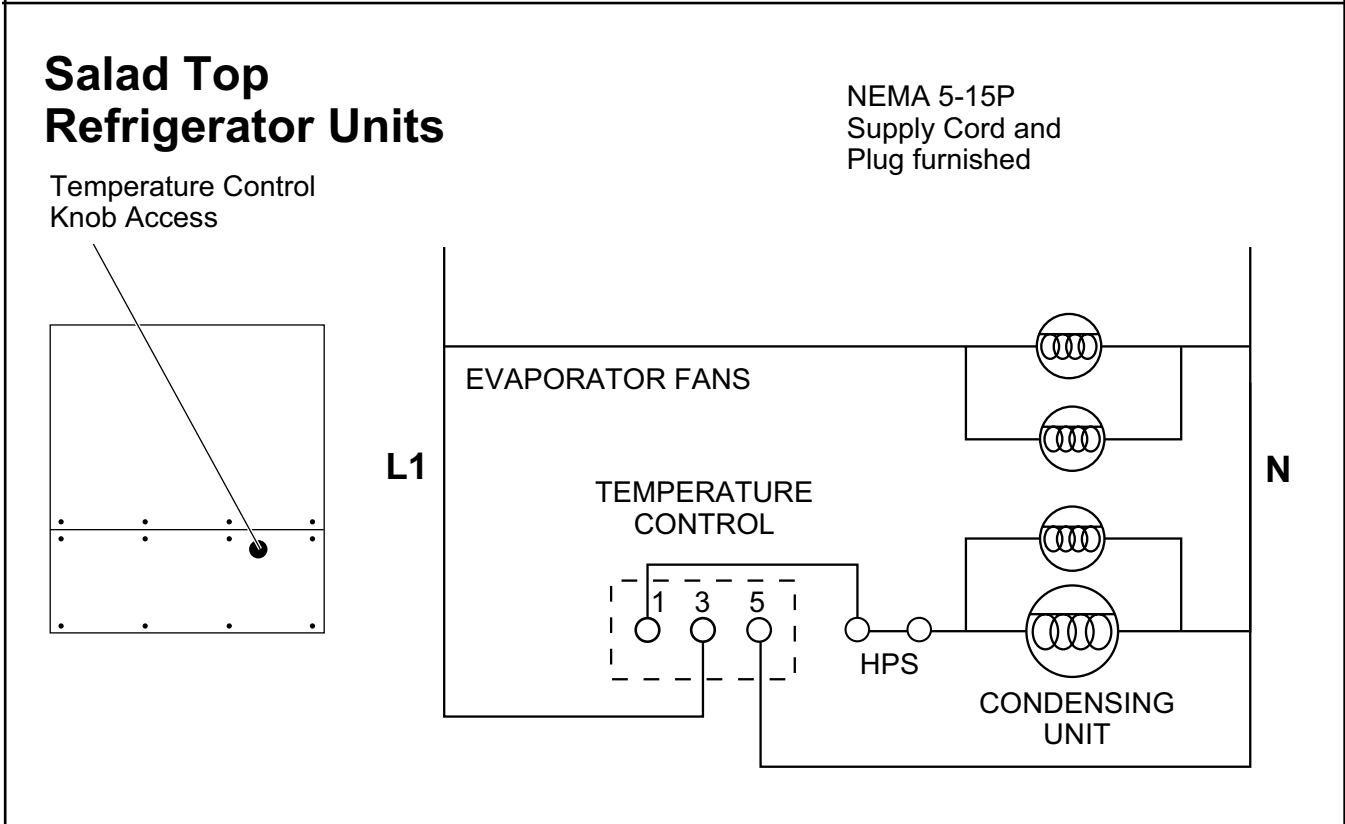 Salad Top
Refrigerator Units
Temperature Control
Knob Access
NEMA 5-15P
Supply Cord and
Plug furnished
EVAPORATOR FANS
L1
N
TEMPERATURE
CONTROL
1 3 5
HPS
CONDENSING
UNIT